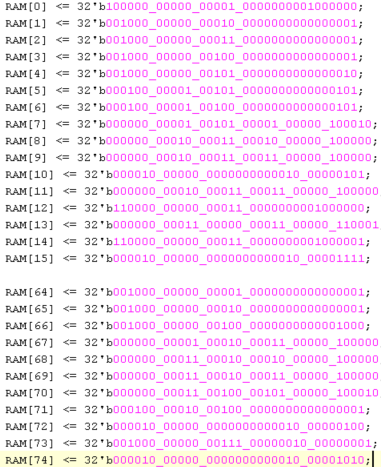 RAM[0] <= 32'b100000_00000_00001_0000000001000000;
RAM[1] <= 32'b001000_00000_00010_0000000000000001;
RAM[2] <= 32'b001000_00000_00011_0000000000000001;
RAM[3] <= 32'b001000_00000_00100_0000000000000001;
RAM[4] <= 32'b001000_00000_00101_0000000000000010;
RAM[5] <= 32'b000100_00001_00101_0000000000000101;
RAM[6] <= 32'b000100_00001_00100_0000000000000101;
RAM[7] <= 32'b000000_00001_00101_00001_00000_100010;
RAM[8] <= 32'b000000_00010_00011_00010_00000_100000;
RAM[9] <= 32'b000000_00010_00011_00011_00000_100000;
RAM[10] <= 32'b000010_00000_0000000000010_00000101;
RAM[11] <= 32'b000000_00010_00011_00011_00000_100000
RAM[12] <= 32'b110000_00000_00011_0000000001000000;
RAM[13] <= 32'b000000_00011_00000_00011_00000_110001
RAM[14] <= 32'b110000_00000_00011_0000000001000001;
RAM[15] <= 32'b000010_00000_0000000000010_00001111;
RAM[64] <= 32'b001000_00000_00001_0000000000000001;
RAM[65] <= 32'b001000_00000_00010_0000000000000001;
RAM[66] <= 32'b001000_00000_00100_0000000000001000;
RAM[67] <= 32'b000000_00001_00010_00011_00000_100000
RAM[68] <= 32'b000000_00011_00010_00010_00000_100000
RAM[69] <= 32'b000000_00011_00010_00011_00000_100000
RAM[70] <= 32'b000000_00011_00100_00101_00000_100010
RAM[71] <= 32'b000100_00010_00100_0000000000000001;
RAM[72] <= 32'b000010_00000_0000000000010_00000100;
RAM[73] <= 32'b001000_00000_00111_00000010_00000001;
RAM[74] <= 32'b000010_00000_0000000000010_00001010;